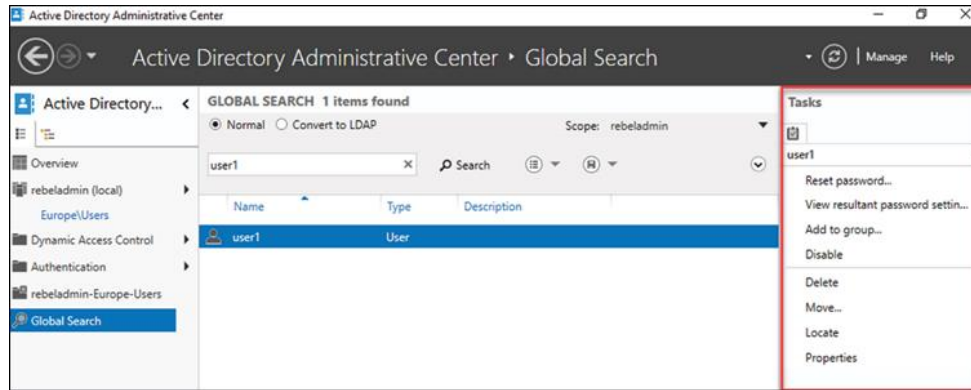 Active Directory Administrative Center
Active Directory Administrative Center • Global Search
Manage Help
Active Directory...
Overview
rebeladmin (local)
Europe\Users
Dynamic Access Control
Authentication
rebeladmin-Europe-Users
Global Search
GLOBAL SEARCH 1 items found
Normal Convert to LDAP Scope: rebeladmin
user1 Search
Name Type Description
user1 User
Tasks
user1
Reset password...
View resultant password settin...
Add to group...
Disable
Delete
Move...
Locate
Properties